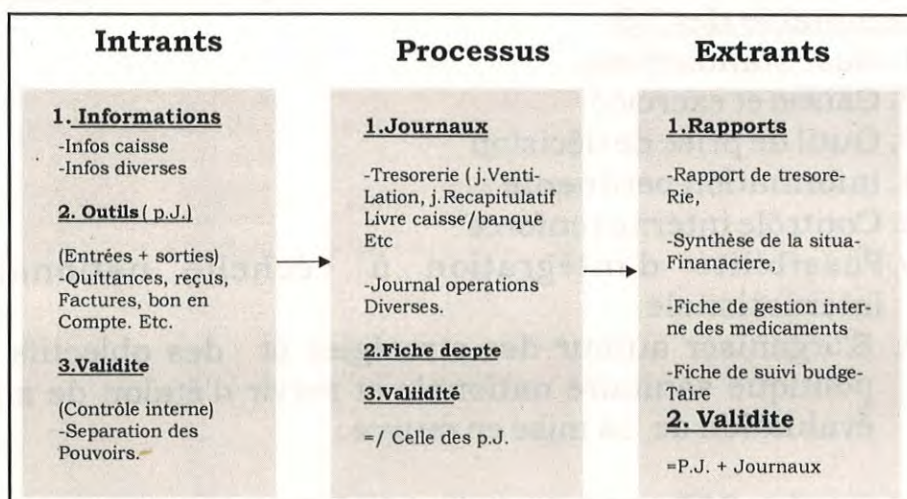 Intrants
1. Informations
-Infos caisse
-Infos diverses
2. Outils ( p.J.)
(Entrées + sorties)
-Quittances, reçus,
Factures, bon en
Compte. Etc.
3.Validite
(Contrôle interne)
-Separation des
Pouvoirs.
Processus
1.Journaux
-Tresorerie ( j.Venti-
Lation, j.Recapitulatif
Livre caisse/banque
Etc
-Journal operations
Diverses.
2.Fiche decpte
3.Valiidité
=/ Celle des p.J.
Extrants
1.Rapports
-Rapport de tresore-
Rie,
-Synthèse de la situa-
Finanaciere,
-Fiche de gestion inter-
ne des medicaments
-Fiche de suivi budge-
Taire
2. Validite
=P.J. + Journaux